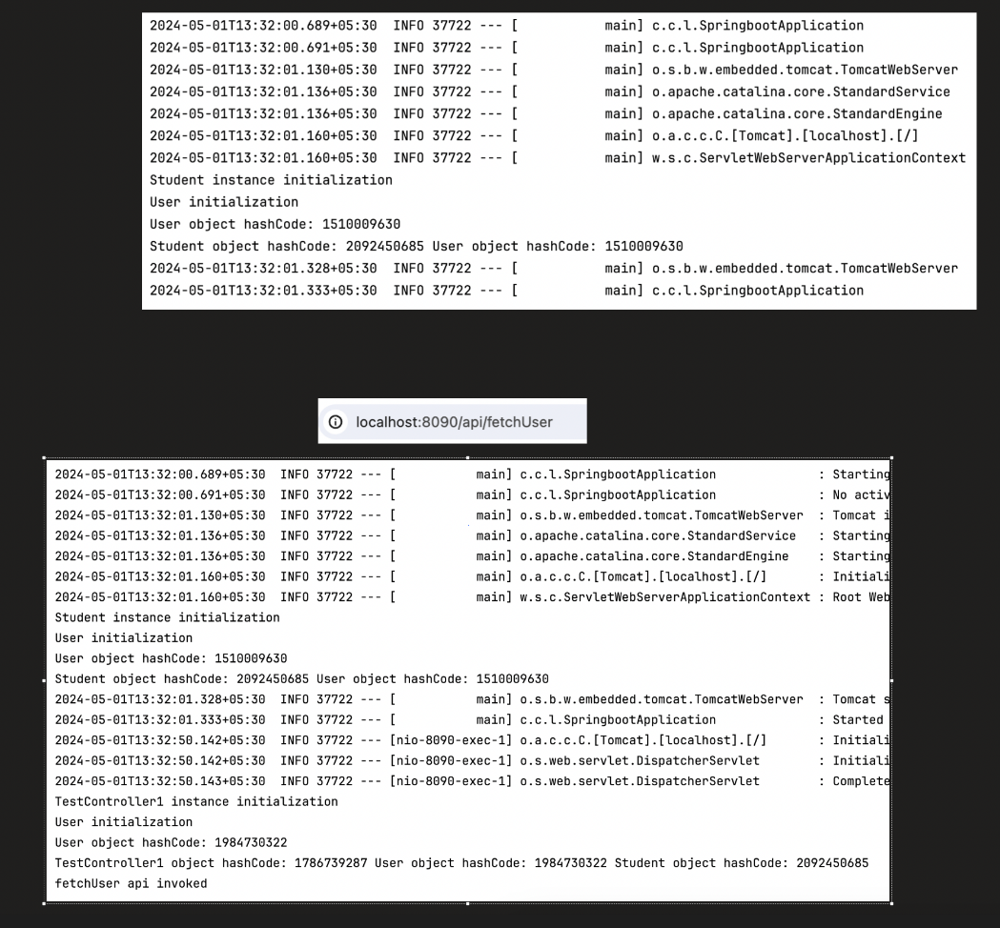 2024-05-01T13:32:00.689+05:30  INFO 37722 --- [           main] c.c.l.SpringbootApplication
2024-05-01T13:32:00.691+05:30  INFO 37722 --- [           main] c.c.l.SpringbootApplication
2024-05-01T13:32:01.130+05:30  INFO 37722 --- [           main] o.s.b.w.embedded.tomcat.TomcatWebServer
2024-05-01T13:32:01.136+05:30  INFO 37722 --- [           main] o.apache.catalina.core.StandardService
2024-05-01T13:32:01.136+05:30  INFO 37722 --- [           main] o.apache.catalina.core.StandardEngine
2024-05-01T13:32:01.160+05:30  INFO 37722 --- [           main] o.a.c.c.C.[Tomcat].[localhost].[/]
2024-05-01T13:32:01.160+05:30  INFO 37722 --- [           main] w.s.c.ServletWebServerApplicationContext
Student instance initialization
User initialization
User object hashCode: 1510009630
Student object hashCode: 2092450685 User object hashCode: 1510009630
2024-05-01T13:32:01.328+05:30  INFO 37722 --- [           main] o.s.b.w.embedded.tomcat.TomcatWebServer
2024-05-01T13:32:01.333+05:30  INFO 37722 --- [           main] c.c.l.SpringbootApplication
localhost:8090/api/fetchUser
2024-05-01T13:32:00.689+05:30  INFO 37722 --- [           main] c.c.l.SpringbootApplication              : Starting
2024-05-01T13:32:00.691+05:30  INFO 37722 --- [           main] c.c.l.SpringbootApplication              : No activ
2024-05-01T13:32:01.130+05:30  INFO 37722 --- [           main] o.s.b.w.embedded.tomcat.TomcatWebServer  : Tomcat i
2024-05-01T13:32:01.136+05:30  INFO 37722 --- [           main] o.apache.catalina.core.StandardService   : Starting
2024-05-01T13:32:01.136+05:30  INFO 37722 --- [           main] o.apache.catalina.core.StandardEngine    : Starting
2024-05-01T13:32:01.160+05:30  INFO 37722 --- [           main] o.a.c.c.C.[Tomcat].[localhost].[/]       : Initiali
2024-05-01T13:32:01.160+05:30  INFO 37722 --- [           main] w.s.c.ServletWebServerApplicationContext : Root Web
Student instance initialization
User initialization
User object hashCode: 1510009630
Student object hashCode: 2092450685 User object hashCode: 1510009630
2024-05-01T13:32:01.328+05:30  INFO 37722 --- [           main] o.s.b.w.embedded.tomcat.TomcatWebServer  : Tomcat s
2024-05-01T13:32:01.333+05:30  INFO 37722 --- [           main] c.c.l.SpringbootApplication              : Started
2024-05-01T13:32:50.142+05:30  INFO 37722 --- [nio-8090-exec-1] o.a.c.c.C.[Tomcat].[localhost].[/]       : Initiali
2024-05-01T13:32:50.142+05:30  INFO 37722 --- [nio-8090-exec-1] o.s.web.servlet.DispatcherServlet        : Initiali
2024-05-01T13:32:50.143+05:30  INFO 37722 --- [nio-8090-exec-1] o.s.web.servlet.DispatcherServlet        : Complete
TestController1 instance initialization
User initialization
User object hashCode: 1984730322
TestController1 object hashCode: 1786739287 User object hashCode: 1984730322 Student object hashCode: 2092450685
fetchUser api invoked